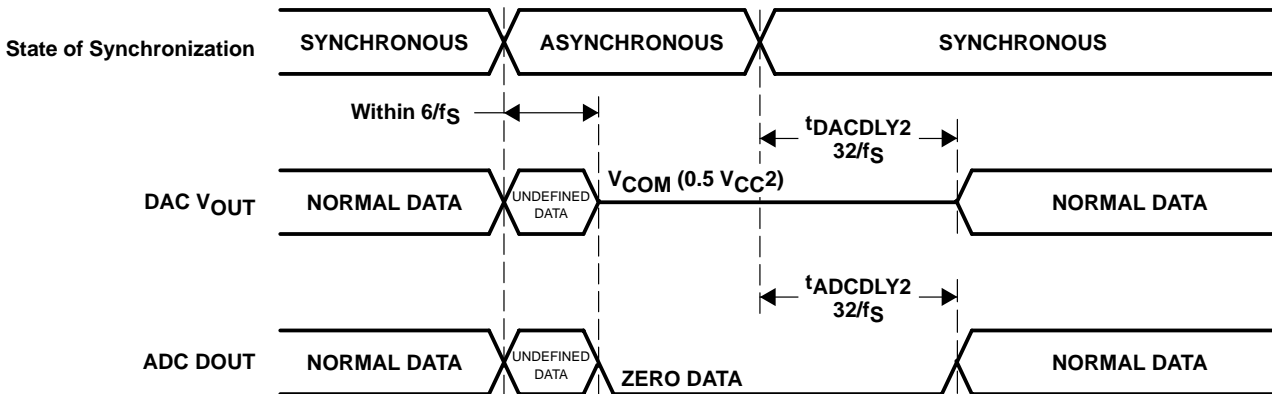 State of Synchronization
SYNCHRONOUS
ASYNCHRONOUS
SYNCHRONOUS
Within 6/fS
tDACDLY2
32/fS
DAC VOUT
NORMAL DATA
UNDEFINED
DATA
VCOM (0.5 VCC2)
NORMAL DATA
tADCDLY2
32/fS
ADC DOUT
NORMAL DATA
UNDEFINED
DATA
ZERO DATA
NORMAL DATA